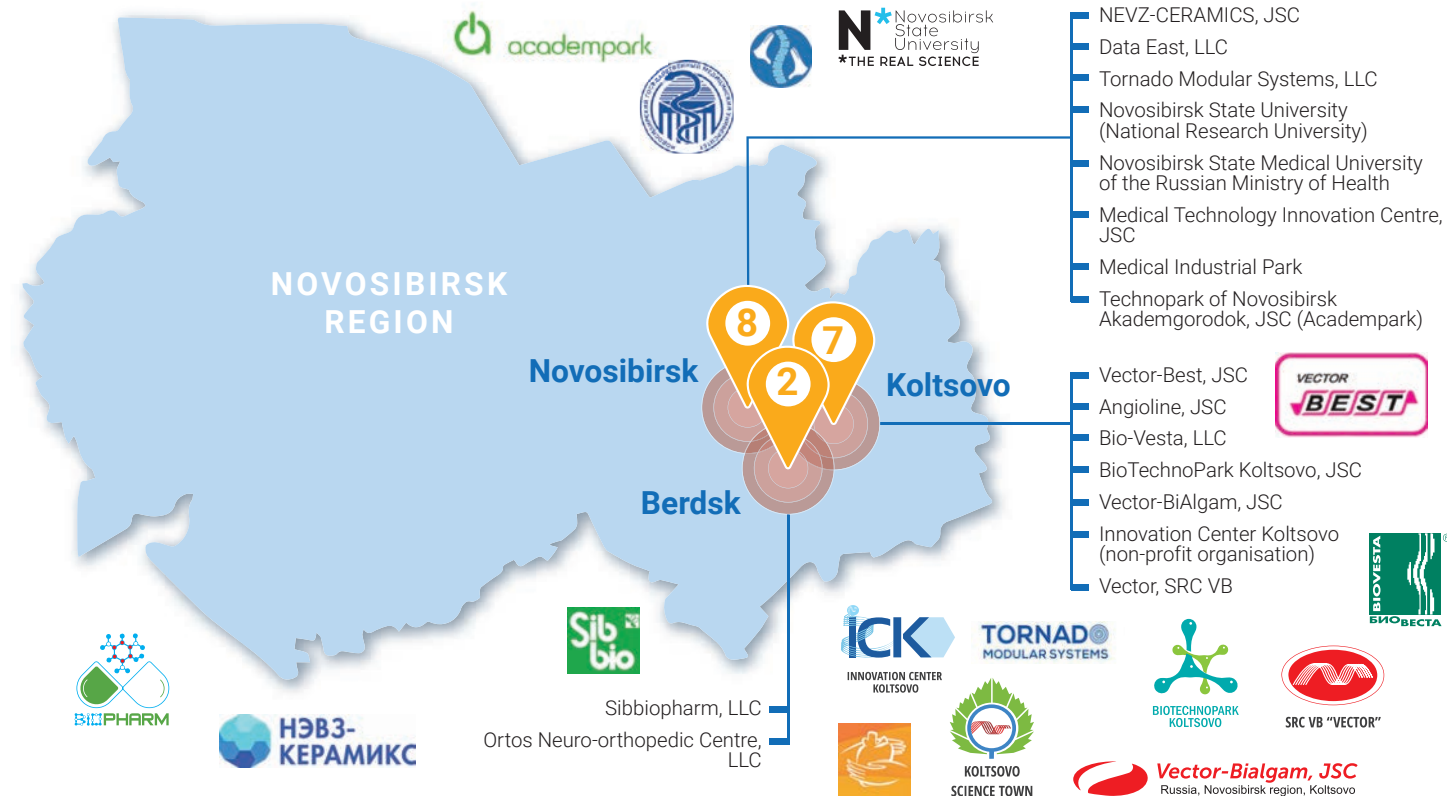 academpark
N*Novosibirsk
State
University
*THE REAL SCIENCE
NOVOSIBIRSK
REGION
Novosibirsk
8
7
2
Koltsovo
Berdsk
NEVZ-CERAMICS, JSC
Data East, LLC
Tornado Modular Systems, LLC
Novosibirsk State University
(National Research University)
Novosibirsk State Medical University
of the Russian Ministry of Health
Medical Technology Innovation Centre,
JSC
Medical Industrial Park
Technopark of Novosibirsk
Akademgorodok, JSC (Academpark)
Vector-Best, JSC
Angioline, JSC
Bio-Vesta, LLC
BioTechnoPark Koltsovo, JSC
Vector-BiAlgam, JSC
Innovation Center Koltsovo
(non-profit organisation)
Vector, SRC VB
VECTOR
BEST
BIOVESTA
®
БИОВЕСТА
Sibbiopharm, LLC
Ortos Neuro-orthopedic Centre,
LLC
BIOPHARM
НЭВЗ-
КЕРАМИКС
Sib
bio
ICK
INNOVATION CENTER
KOLTSOVO
TORNADO
MODULAR SYSTEMS
KOLTSOVO
SCIENCE TOWN
BIOTECHNOPARK
KOLTSOVO
SRC VB "VECTOR"
Vector-Bialgam, JSC
Russia, Novosibirsk region, Koltsovo